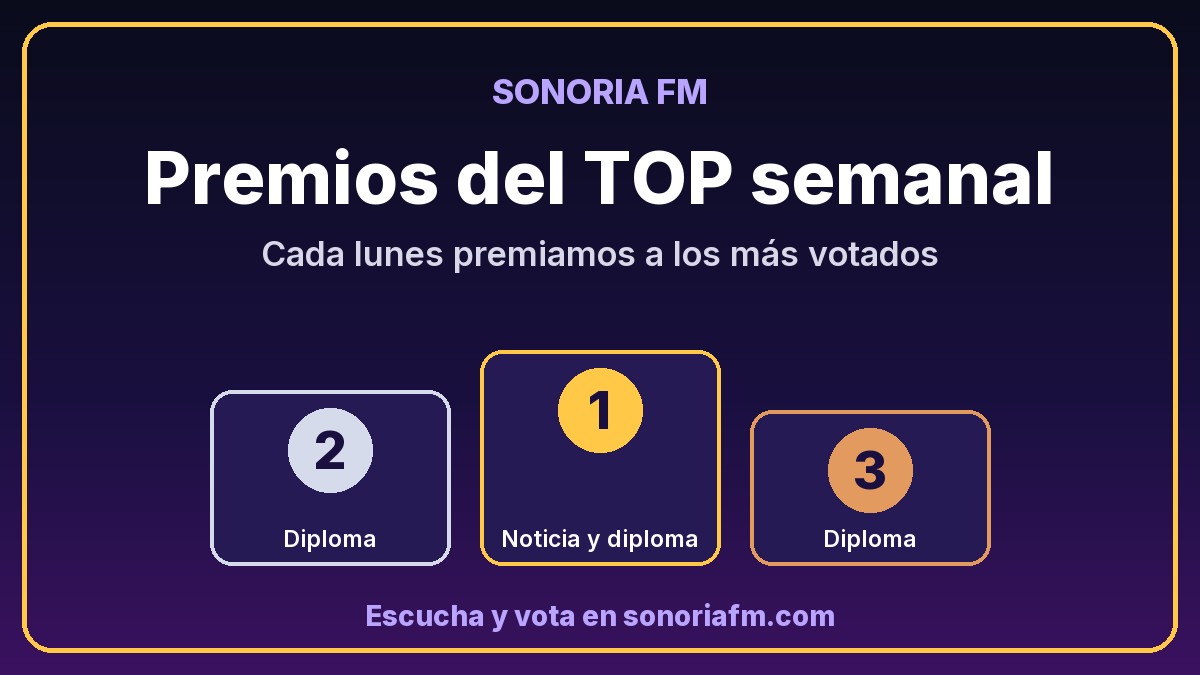 SONORIA FM
Premios del TOP semanal
Cada lunes premiamos a los más votados
2
Diploma
1
Noticia y diploma
3
Diploma
Escucha y vota en sonoriafm.com